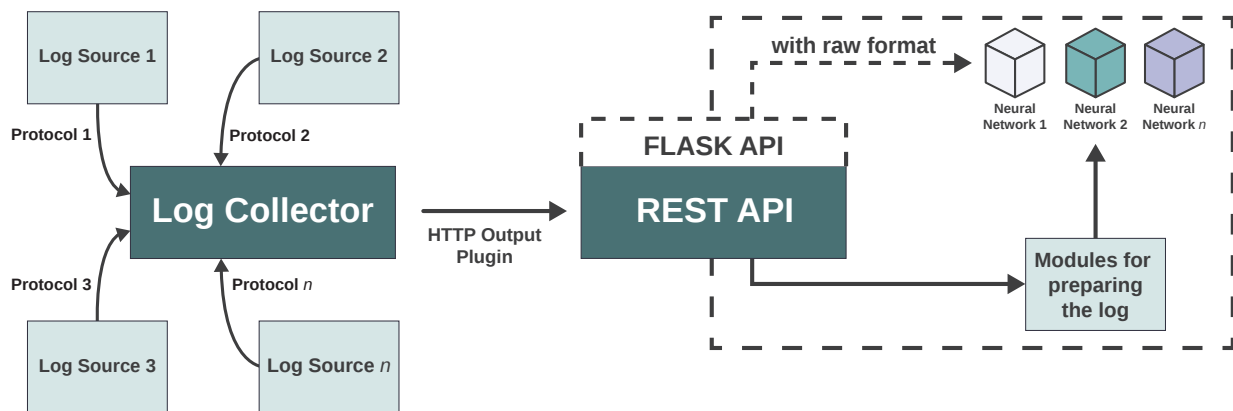 Log Source 1
Log Source 2
Protocol 1
Protocol 2
Log Collector
Protocol 3
Protocol n
Log Source 3
Log Source n
HTTP Output
Plugin
FLASK API
REST API
with raw format
Neural
Network 1
Neural
Network 2
Neural
Network n
Modules for
preparing
the log